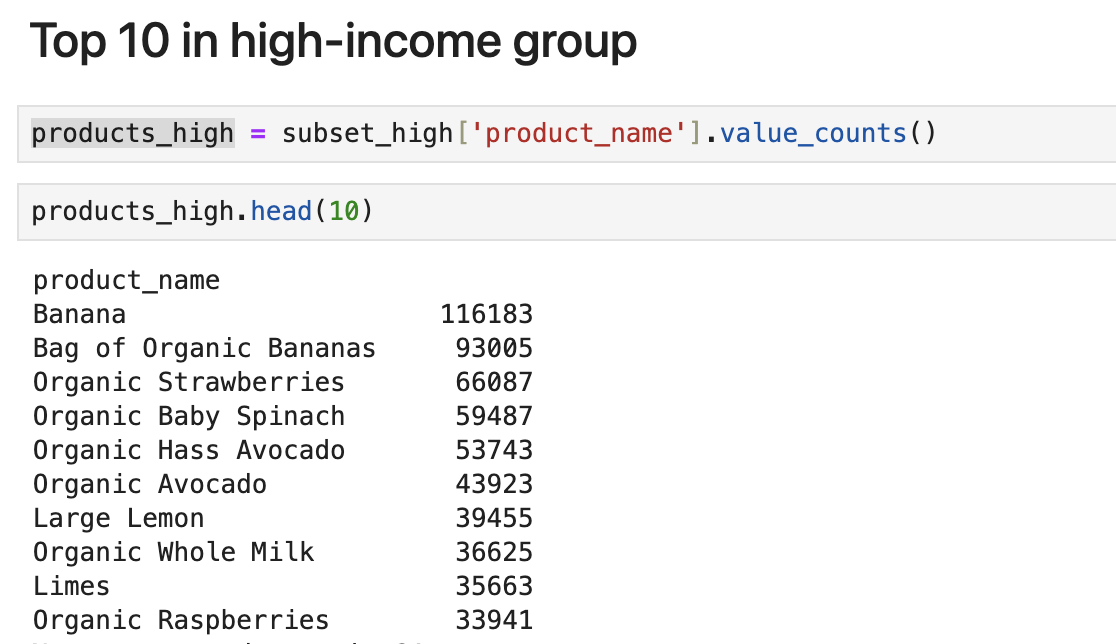 Top 10 in high-income group
products_high = subset_high['product_name'].value_counts()
products_high.head(10)
product_name
Banana 116183
Bag of Organic Bananas 93005
Organic Strawberries 66087
Organic Baby Spinach 59487
Organic Hass Avocado 53743
Organic Avocado 43923
Large Lemon 39455
Organic Whole Milk 36625
Limes 35663
Organic Raspberries 33941